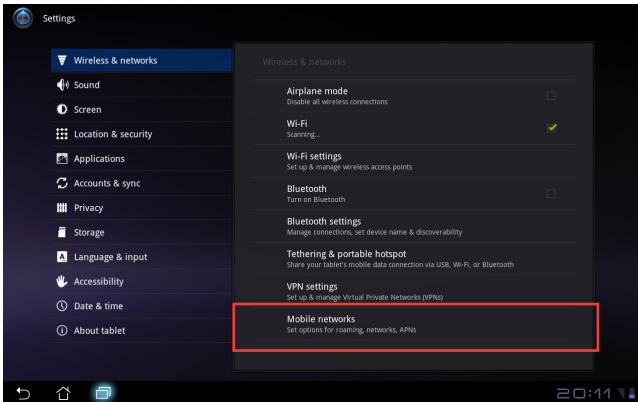 Settings
Wireless & networks
Sound
Screen
Location & security
Applications
Accounts & sync
Privacy
Storage
A Language & input
Accessibility
Date & time
About tablet
Wireless & networks
Airplane mode
Disable all wireless connections
Wi-Fi
Scanning...
Wi-Fi settings
Set up & manage wireless access points
Bluetooth
Turn on Bluetooth
Bluetooth settings
Manage connections, set device name & discoverability
Tethering & portable hotspot
Share your tablet's mobile data connection via USB, Wi-Fi, or Bluetooth
VPN settings
Set up & manage Virtual Private Networks (VPNs)
Mobile networks
Set options for roaming, networks, APNs
20:11